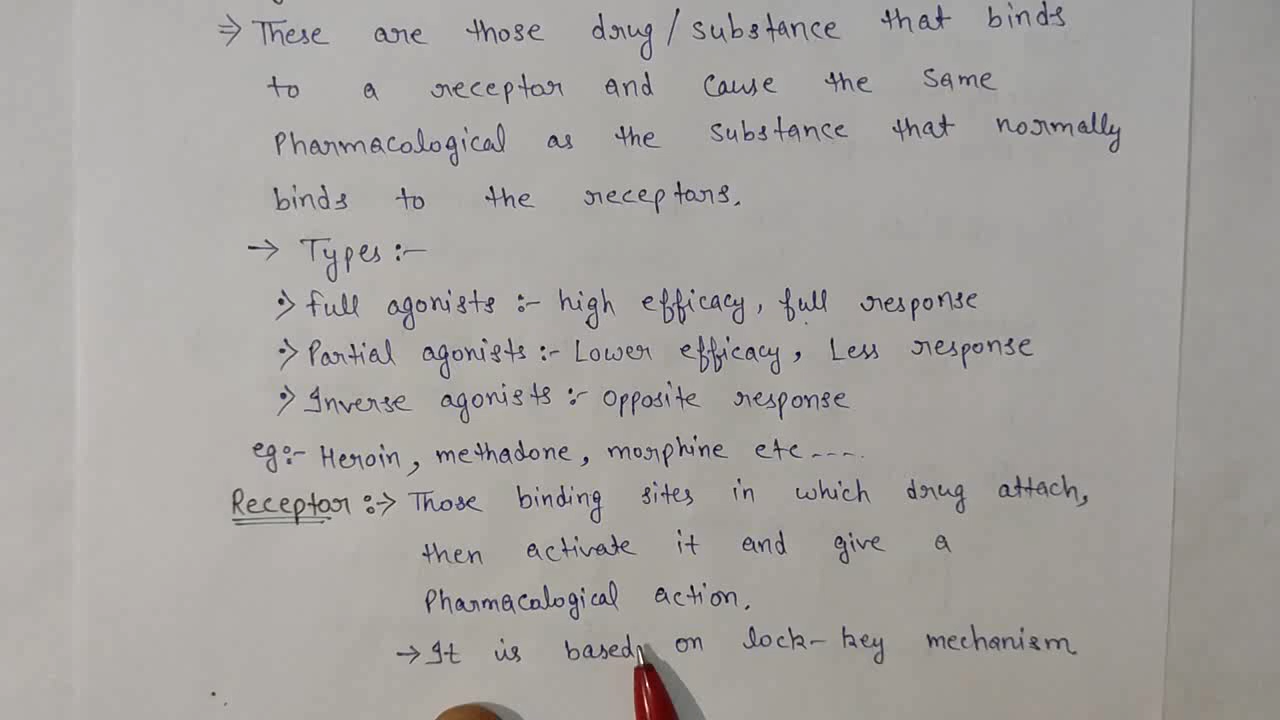 ⇒ These are those drug/substance that binds
to a receptor and cause the same
Pharmacological as the substance that normally
binds to the receptors.
→ Types :-
·> full agonists :- high efficacy, full response
·> Partial agonists :- Lower efficacy, Less response
·> Inverse agonists :- opposite response
eg:- Heroin, methadone, morphine etc----.
Receptor :-> Those binding sites in which drug attach,
then activate it and give a
Pharmacological action.
→ It is based on lock-key mechanism